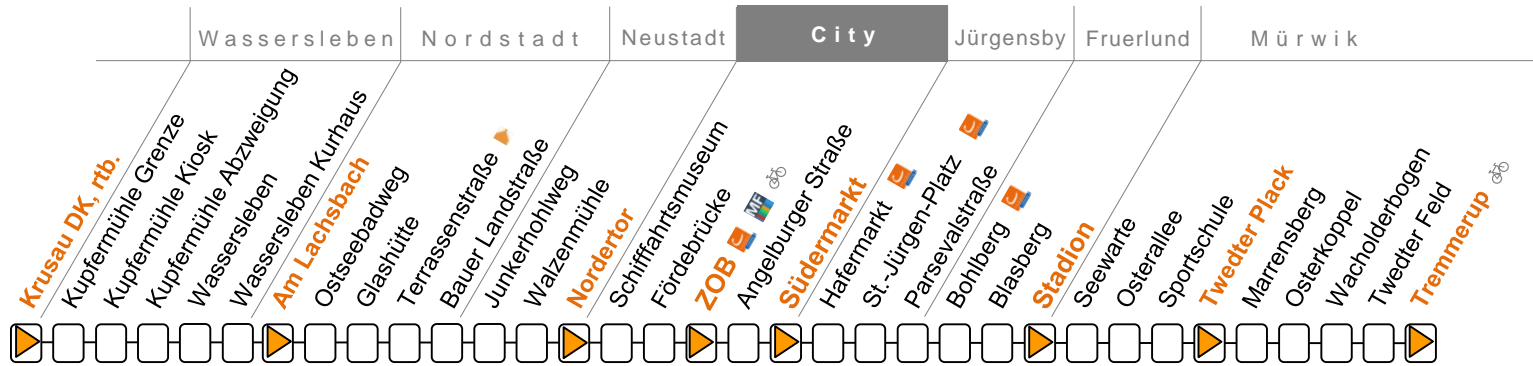 Wassersleben
Nordstadt
Neustadt
City
Jürgensby
Fruerlund
Mürwik
Krusau DK, rtb.
Kupfermühle Grenze
Kupfermühle Kiosk
Kupfermühle Abzweigung
Wassersleben
Wassersleben Kurhaus
Am Lachsbach
Ostseebadweg
Glashütte
Terrassenstraße
Bauer Landstraße
Junkerhohlweg
Walzenmühle
Nordertor
Schifffahrtsmuseum
Fördebrücke
ZOB
Angelburger Straße
Südermarkt
Hafermarkt
St.-Jürgen-Platz
Parsevalstraße
Bohlberg
Blasberg
Stadion
Seewarte
Osterallee
Sportschule
Twedter Plack
Marrensberg
Osterkoppel
Wacholderbogen
Twedter Feld
Tremmerup